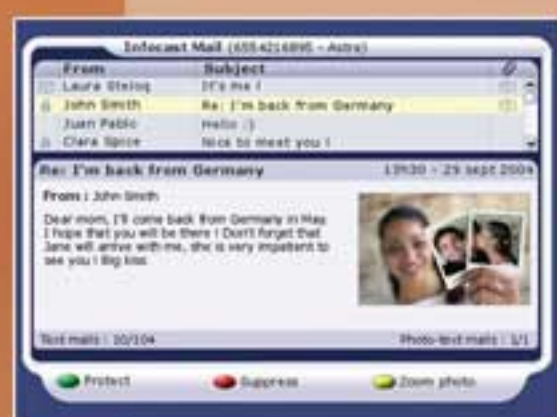 Infocast Mail (6554216895 - Astra)
From Subject
Laura Steloq It's me !
John Smith Re: I'm back from Germany
Juan Pablo Hello :)
Clara Spice Nice to meet you !
Re: I'm back from Germany 13h30 - 29 sept 2004
From : John Smith
Dear mom, I'll come back from Germany in May
I hope that you will be there ! Don't forget that
Jane will arrive with me, she is very impatient to
see you ! Big kiss
Text mails : 10/104 Photo-text mails : 1/1
Protect Suppress Zoom photo